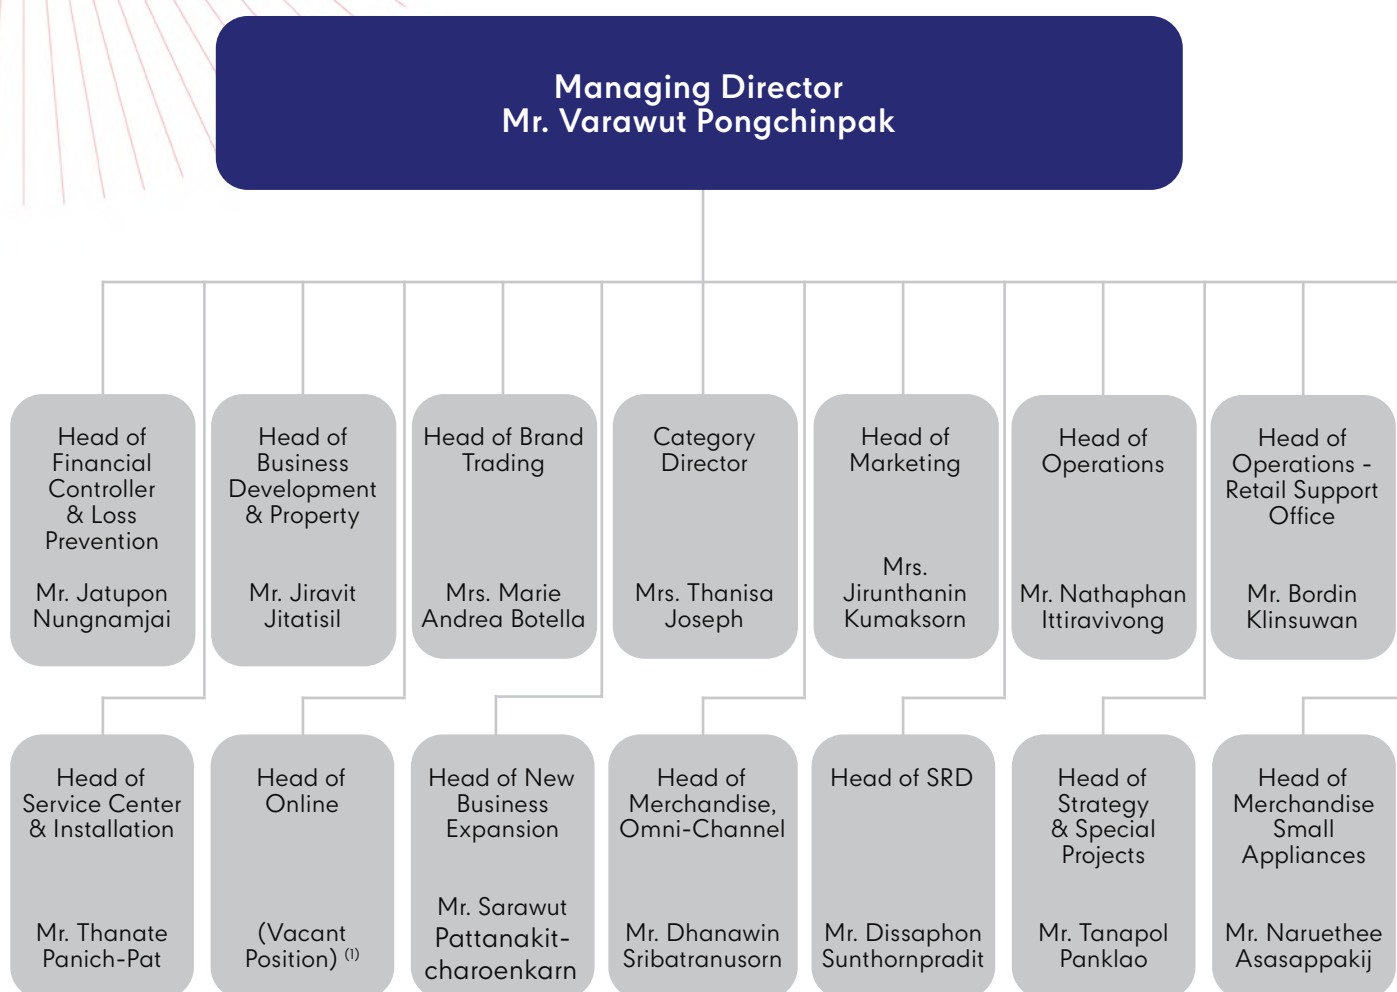 Managing Director
Mr. Varawut Pongchinpak
Head of
Financial
Controller
& Loss
Prevention
Mr. Jatupon
Nungnamjai
Head of
Business
Development
& Property
Mr. Jiravit
Jitatisil
Head of Brand
Trading
Mrs. Marie
Andrea Botella
Category
Director
Mrs. Thanisa
Joseph
Head of
Marketing
Mrs.
Jirunthanin
Kumaksorn
Head of
Operations
Mr. Nathaphan
Ittiravivong
Head of
Operations -
Retail Support
Office
Mr. Bordin
Klinsuwan
Head of
Service Center
& Installation
Mr. Thanate
Panich-Pat
Head of
Online
(Vacant
Position) (1)
Head of New
Business
Expansion
Mr. Sarawut
Pattanakit-
charoenkarn
Head of
Merchandise,
Omni-Channel
Mr. Dhanawin
Sribatranusorn
Head of SRD
Mr. Dissaphon
Sunthornpradit
Head of
Strategy
& Special
Projects
Mr. Tanapol
Panklao
Head of
Merchandise
Small
Appliances
Mr. Naruethee
Asasappakij